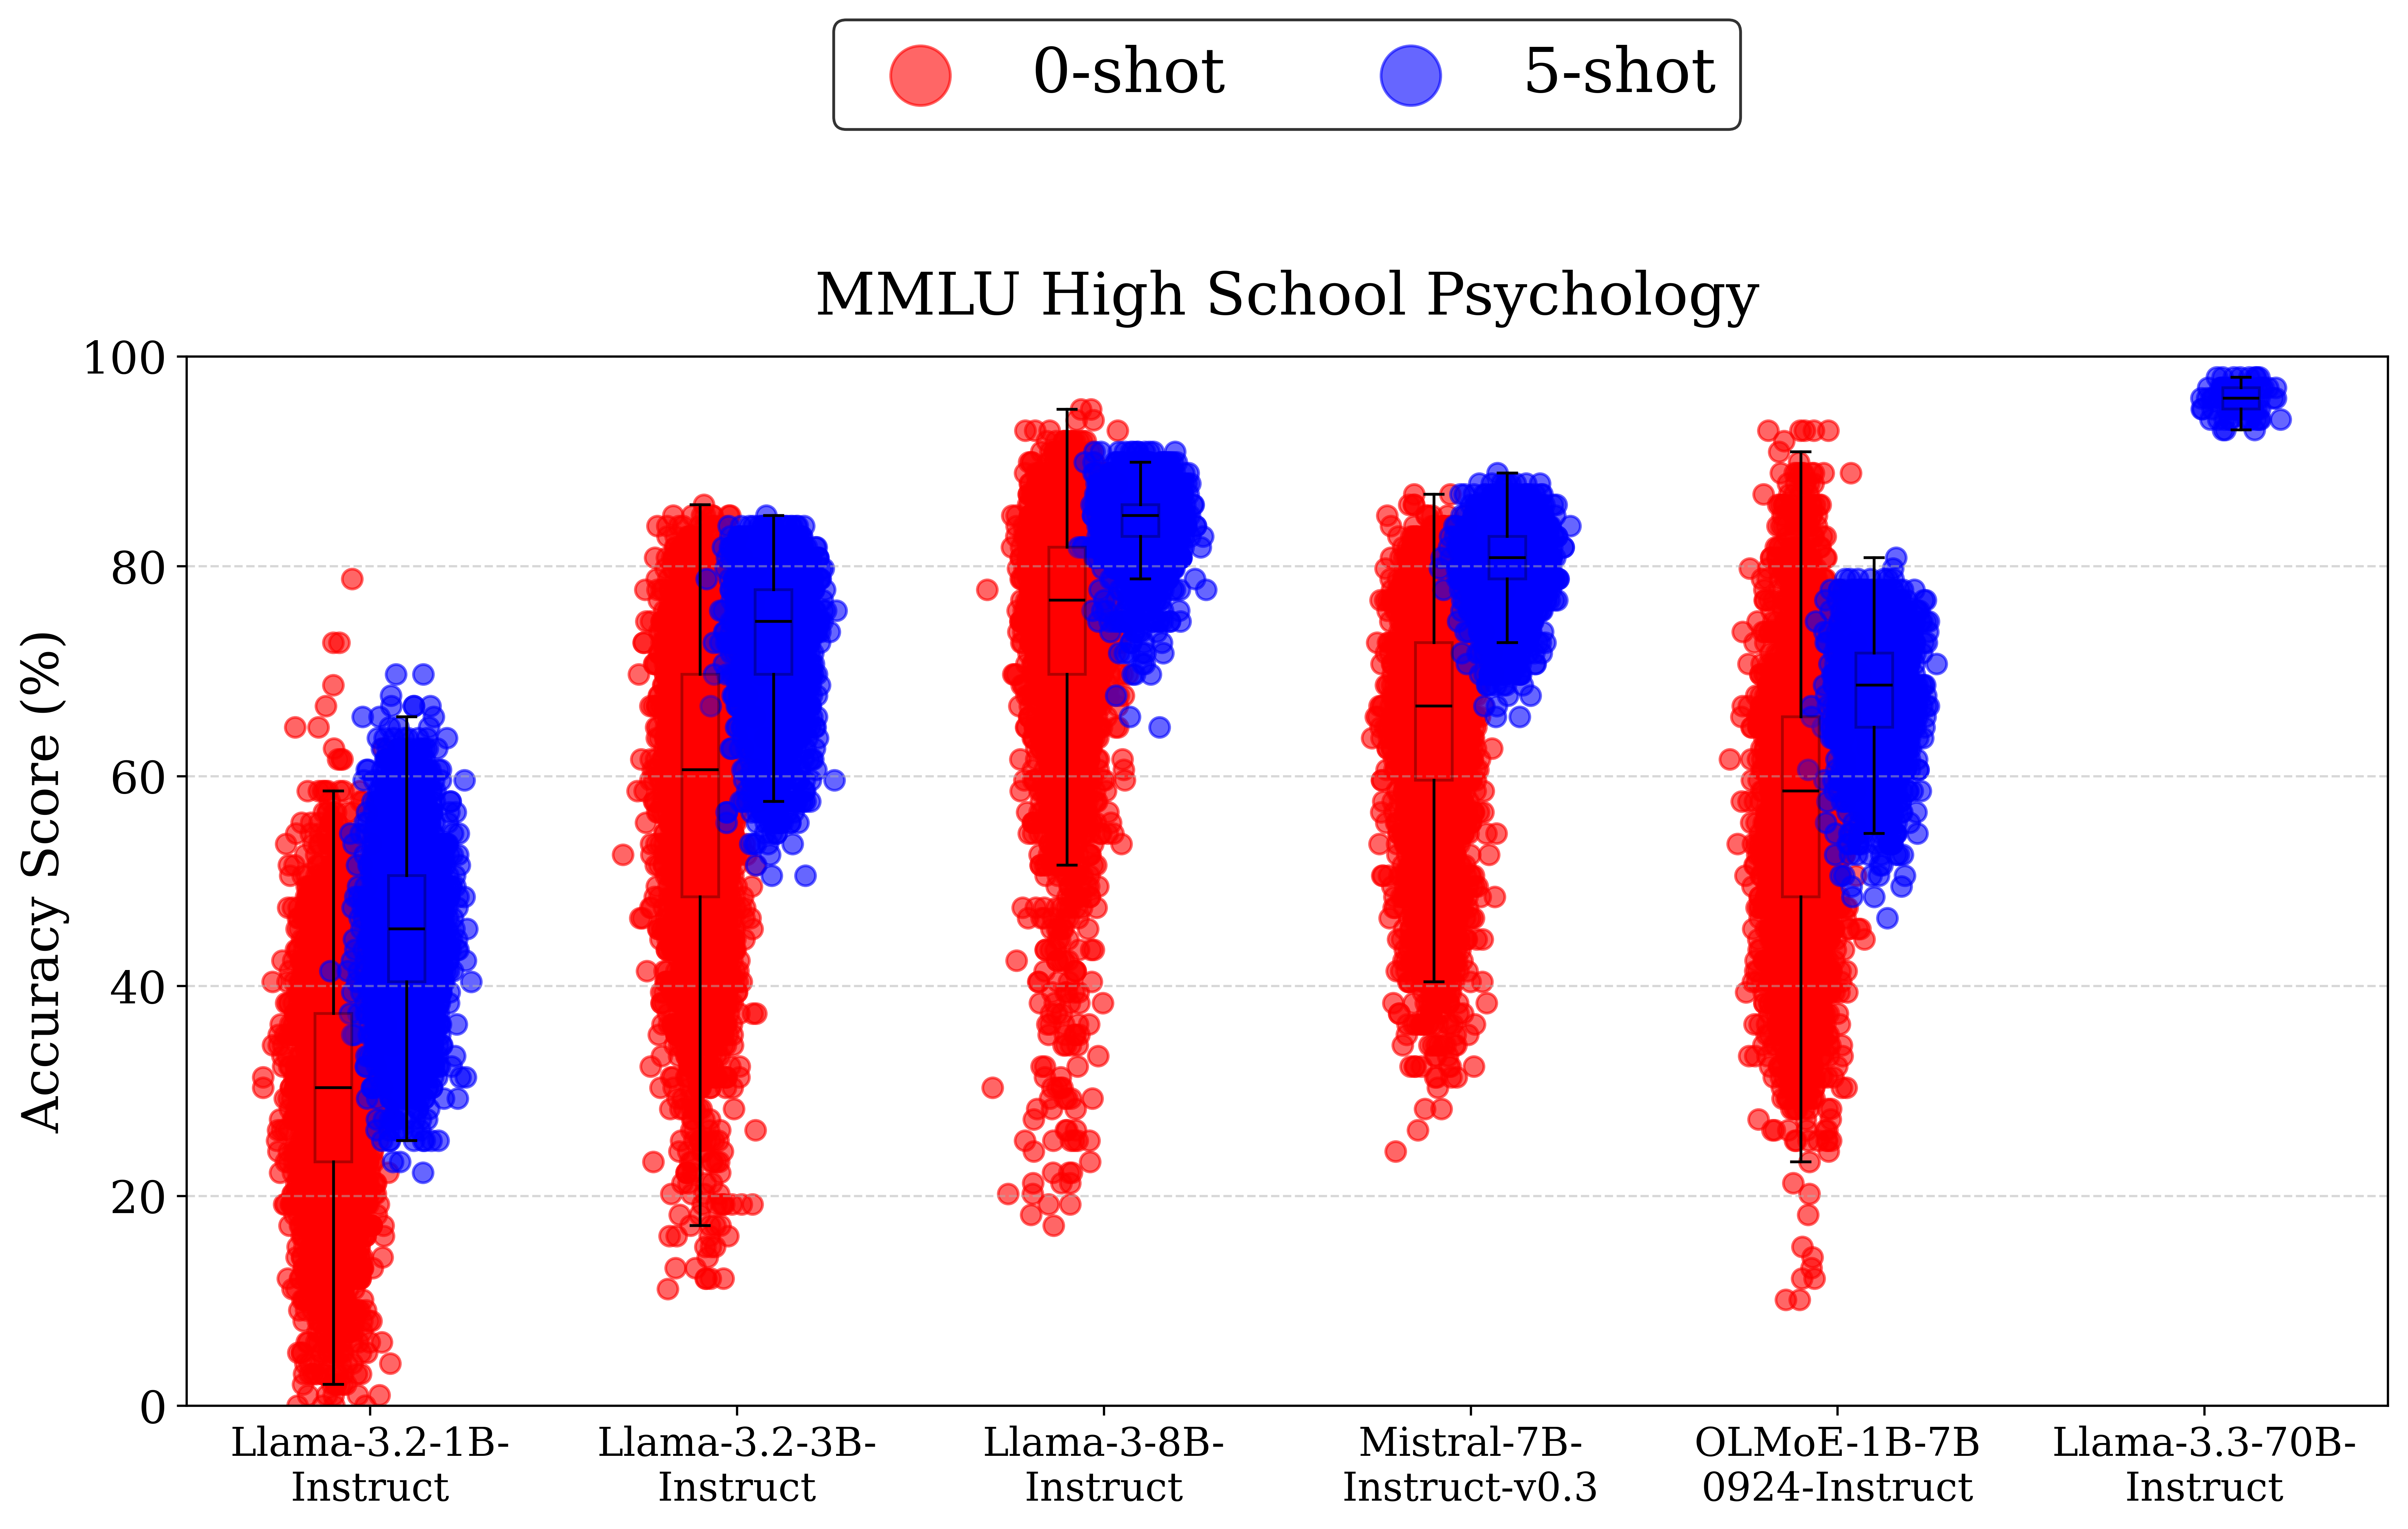 0-shot
5-shot
MMLU High School Psychology
Accuracy Score (%)
100
80
60
40
20
0
Llama-3.2-1B-
Instruct
Llama-3.2-3B-
Instruct
Llama-3-8B-
Instruct
Mistral-7B-
Instruct-v0.3
OLMoE-1B-7B
0924-Instruct
Llama-3.3-70B-
Instruct